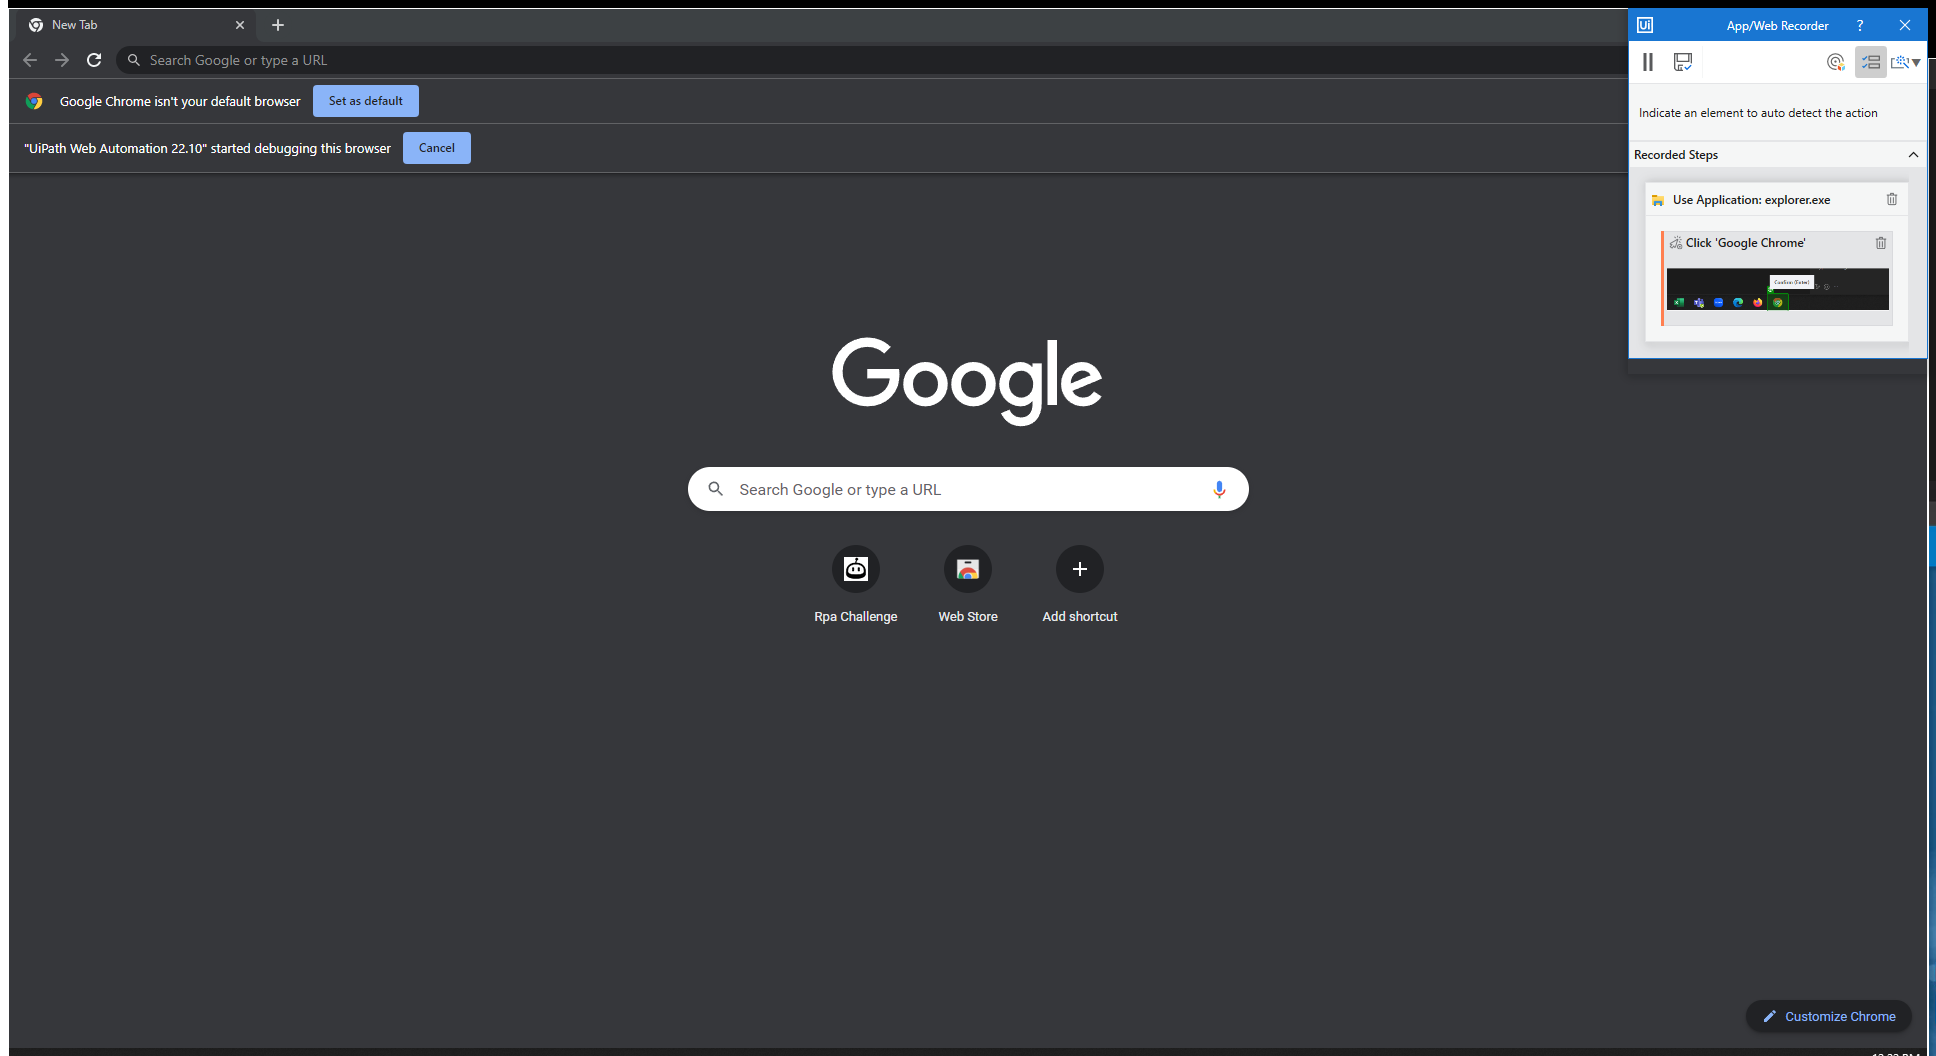 New Tab
Search Google or type a URL
Google Chrome isn't your default browser
Set as default
"UiPath Web Automation 22.10" started debugging this browser
Cancel
Google
Search Google or type a URL
Rpa Challenge
Web Store
Add shortcut
Customize Chrome
Ui
App/Web Recorder
?
Indicate an element to auto detect the action
Recorded Steps
Use Application: explorer.exe
Click 'Google Chrome'
Confirm (Enter)